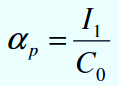 α_p = I_1 / C_0